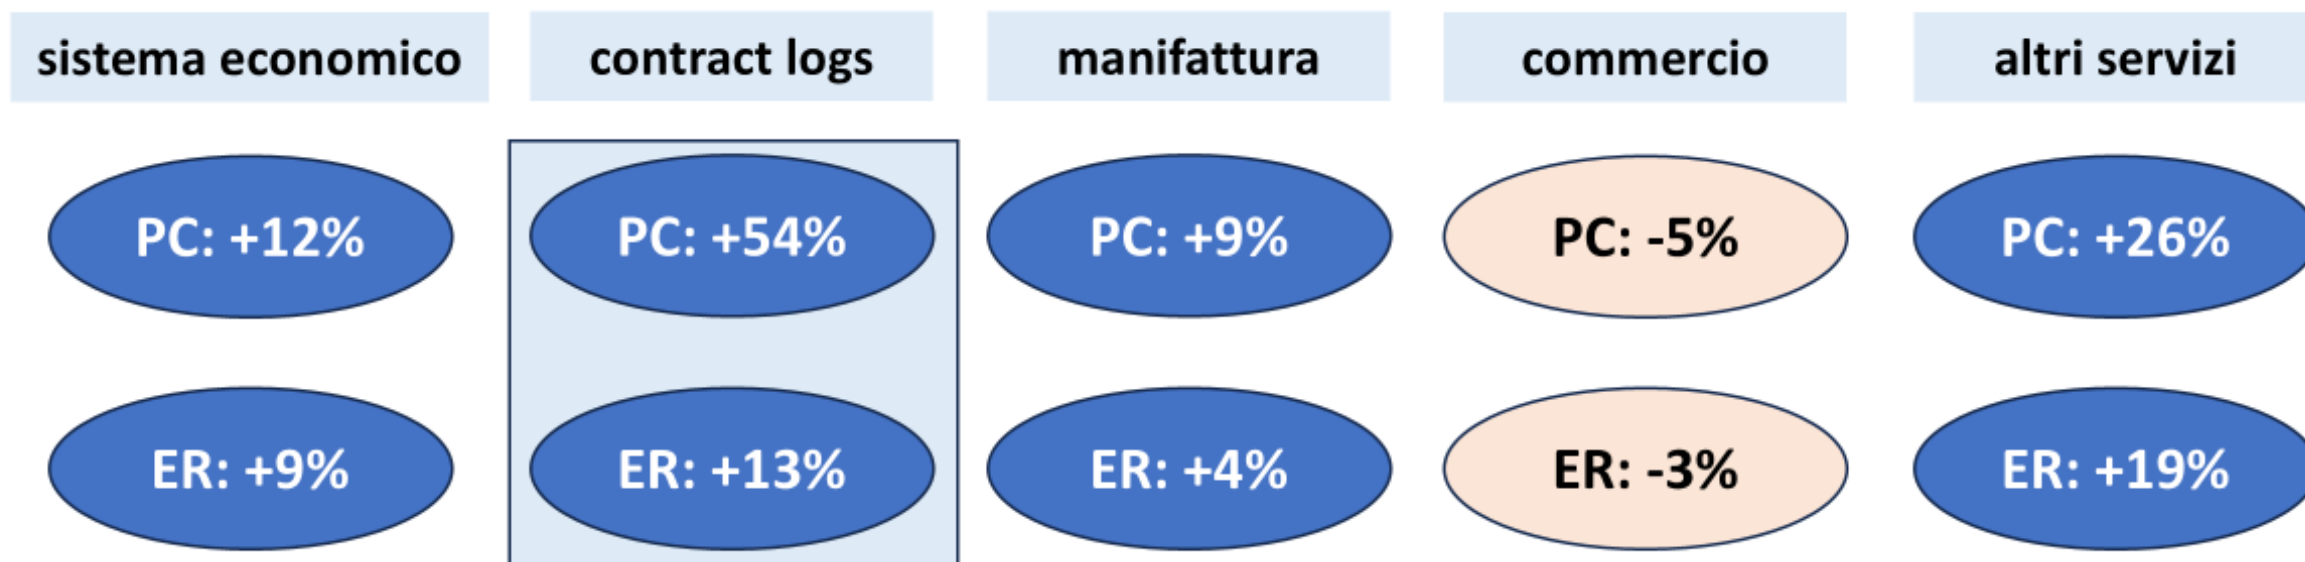 sistema economico
contract logs
manifattura
commercio
altri servizi
PC: +12%
PC: +54%
PC: +9%
PC: -5%
PC: +26%
ER: +9%
ER: +13%
ER: +4%
ER: -3%
ER: +19%